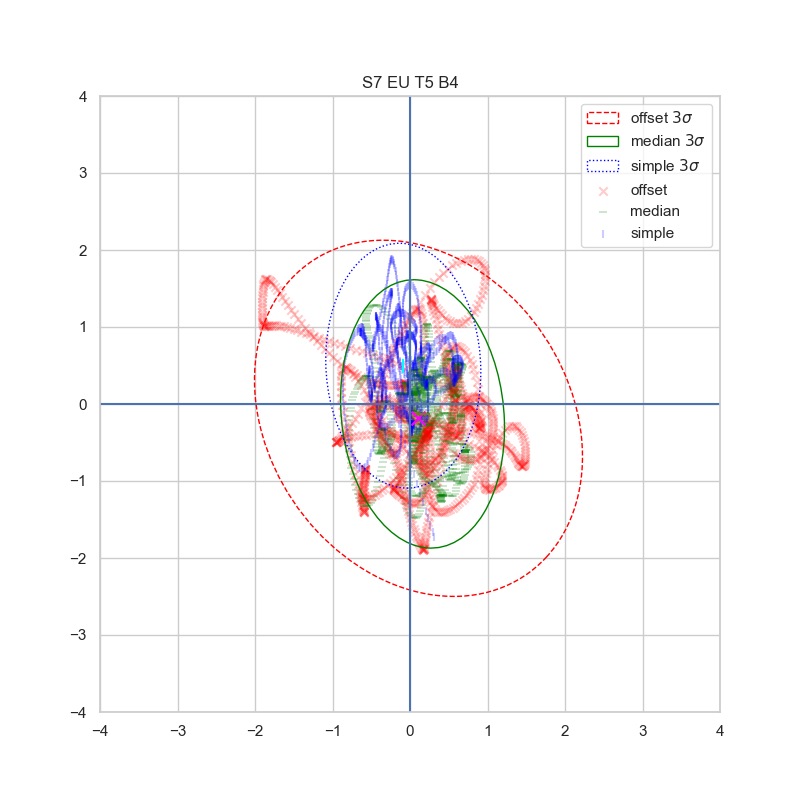 S7 EU T5 B4
4
3
2
1
0
−1
−2
−3
−4
−4 −3 −2 −1 0 1 2 3 4
offset 3σ
median 3σ
simple 3σ
offset
median
simple